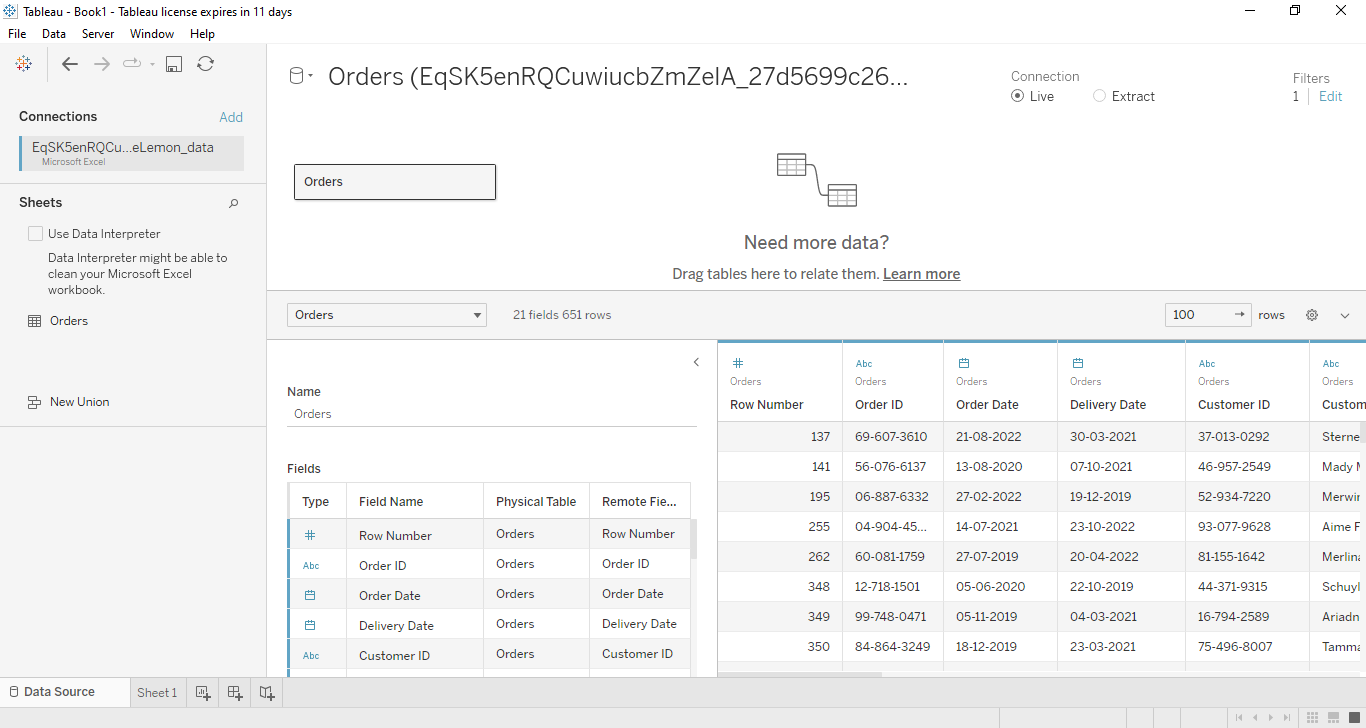 Tableau - Book1 - Tableau license expires in 11 days
File Data Server Window Help
Connections Add
EqSK5enRQCu...eLemon_data
Microsoft Excel
Sheets
Use Data Interpreter
Data Interpreter might be able to
clean your Microsoft Excel
workbook.
Orders
New Union
Orders (EqSK5enRQCuwiucbZmZelA_27d5699c26...
Connection
Live Extract
Filters
1 Edit
Orders
Need more data?
Drag tables here to relate them. Learn more
Orders 21 fields 651 rows 100 rows
Name
Orders
Fields
Type Field Name Physical Table Remote Fie...
# Row Number Orders Row Number
Abc Order ID Orders Order ID
Order Date Orders Order Date
Delivery Date Orders Delivery Date
Abc Customer ID Orders Customer ID
# Abc Abc Abc
Orders Orders Orders Orders Orders Orders
Row Number Order ID Order Date Delivery Date Customer ID Custom
137 69-607-3610 21-08-2022 30-03-2021 37-013-0292 Sterne
141 56-076-6137 13-08-2020 07-10-2021 46-957-2549 Mady
195 06-887-6332 27-02-2022 19-12-2019 52-934-7220 Merwin
255 04-904-45... 14-07-2021 23-10-2022 93-077-9628 Aime F
262 60-081-1759 27-07-2019 20-04-2022 81-155-1642 Merlina
348 12-718-1501 05-06-2020 22-10-2019 44-371-9315 Schuyl
349 99-748-0471 05-11-2019 04-03-2021 16-794-2589 Ariadn
350 84-864-3249 18-12-2019 23-03-2021 75-496-8007 Tamma
Data Source Sheet 1